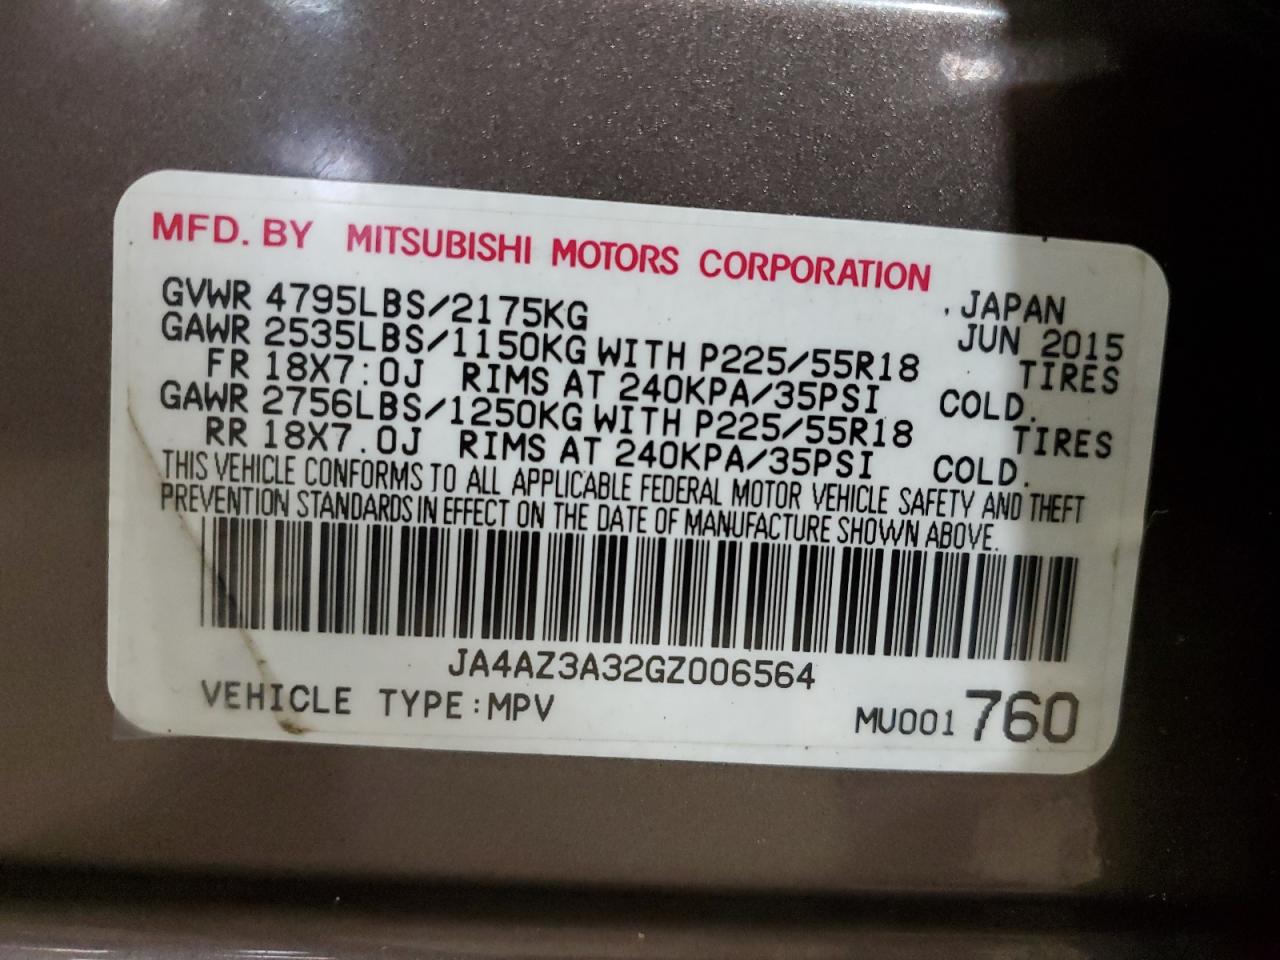 MFD. BY MITSUBISHI MOTORS CORPORATION
GVWR 4795LBS/2175KG JAPAN
GAWR 2535LBS/1150KG WITH P225/55R18 JUN 2015
FR 18X7.0J RIMS AT 240KPA/35PSI TIRES
GAWR 2756LBS/1250KG WITH P225/55R18 COLD.
RR 18X7.0J RIMS AT 240KPA/35PSI TIRES
COLD.
THIS VEHICLE CONFORMS TO ALL APPLICABLE FEDERAL MOTOR VEHICLE SAFETY AND THEFT
PREVENTION STANDARDS IN EFFECT ON THE DATE OF MANUFACTURE SHOWN ABOVE.
JA4AZ3A32GZ006564
VEHICLE TYPE:MPV MU001 760